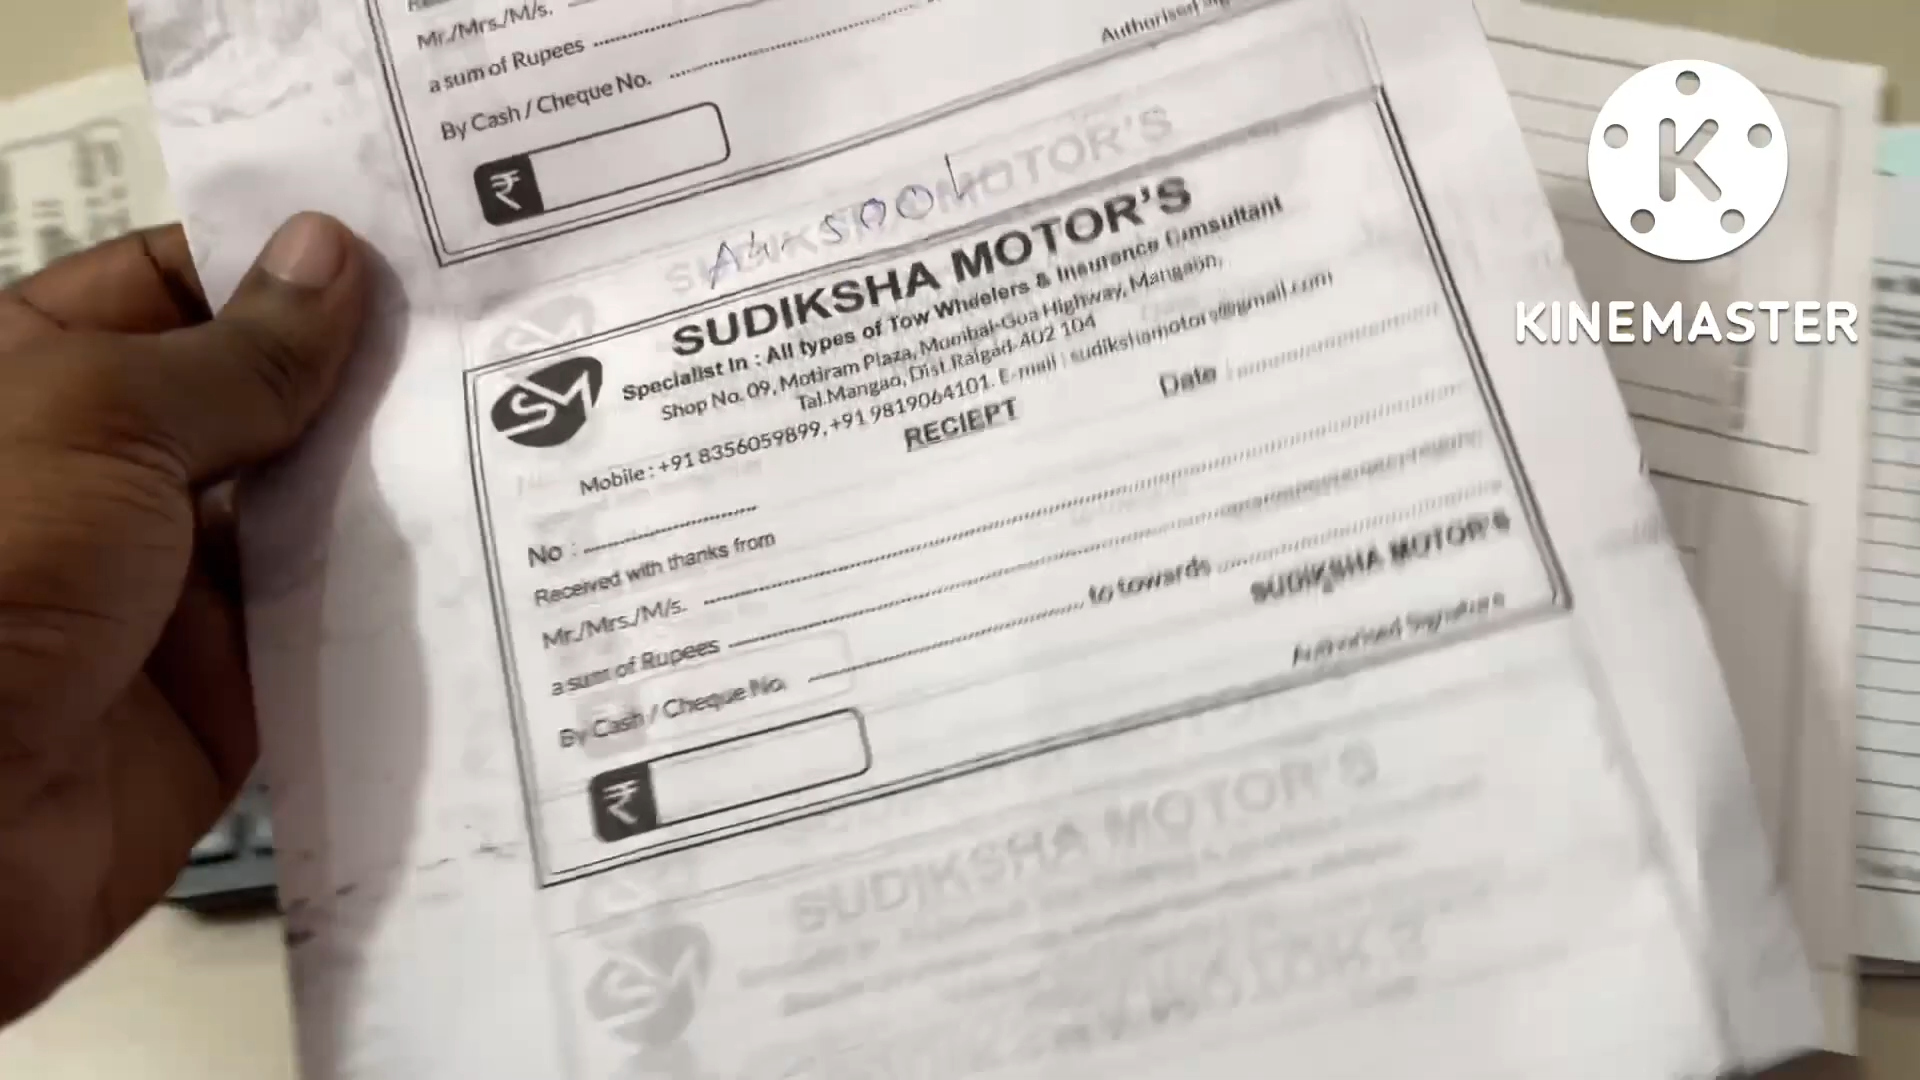 Mr./Mrs./M/s.
a sum of Rupees
By Cash / Cheque No.
Authorised
₹
SUDIKSHA MOTOR'S
Specialist In : All types of Tow Wheelers & Insurance Consultant
Shop No. 09, Motiram Plaza, Mumbai-Goa Highway, Mangaon,
Tal.Mangao, Dist.Raigad-402 104
Mobile : +91 8356059899, +91 9819064101. E-mail : sudikshamotors@gmail.com
SM
RECIEPT
Date
No :
Received with thanks from
Mr./Mrs./M/s.
a sum of Rupees
By Cash / Cheque No. to towards
SUDIKSHA MOTOR'S
₹
Authorised Signature
SUDIKSHA MOTOR'S
SM
K
KINEMASTER